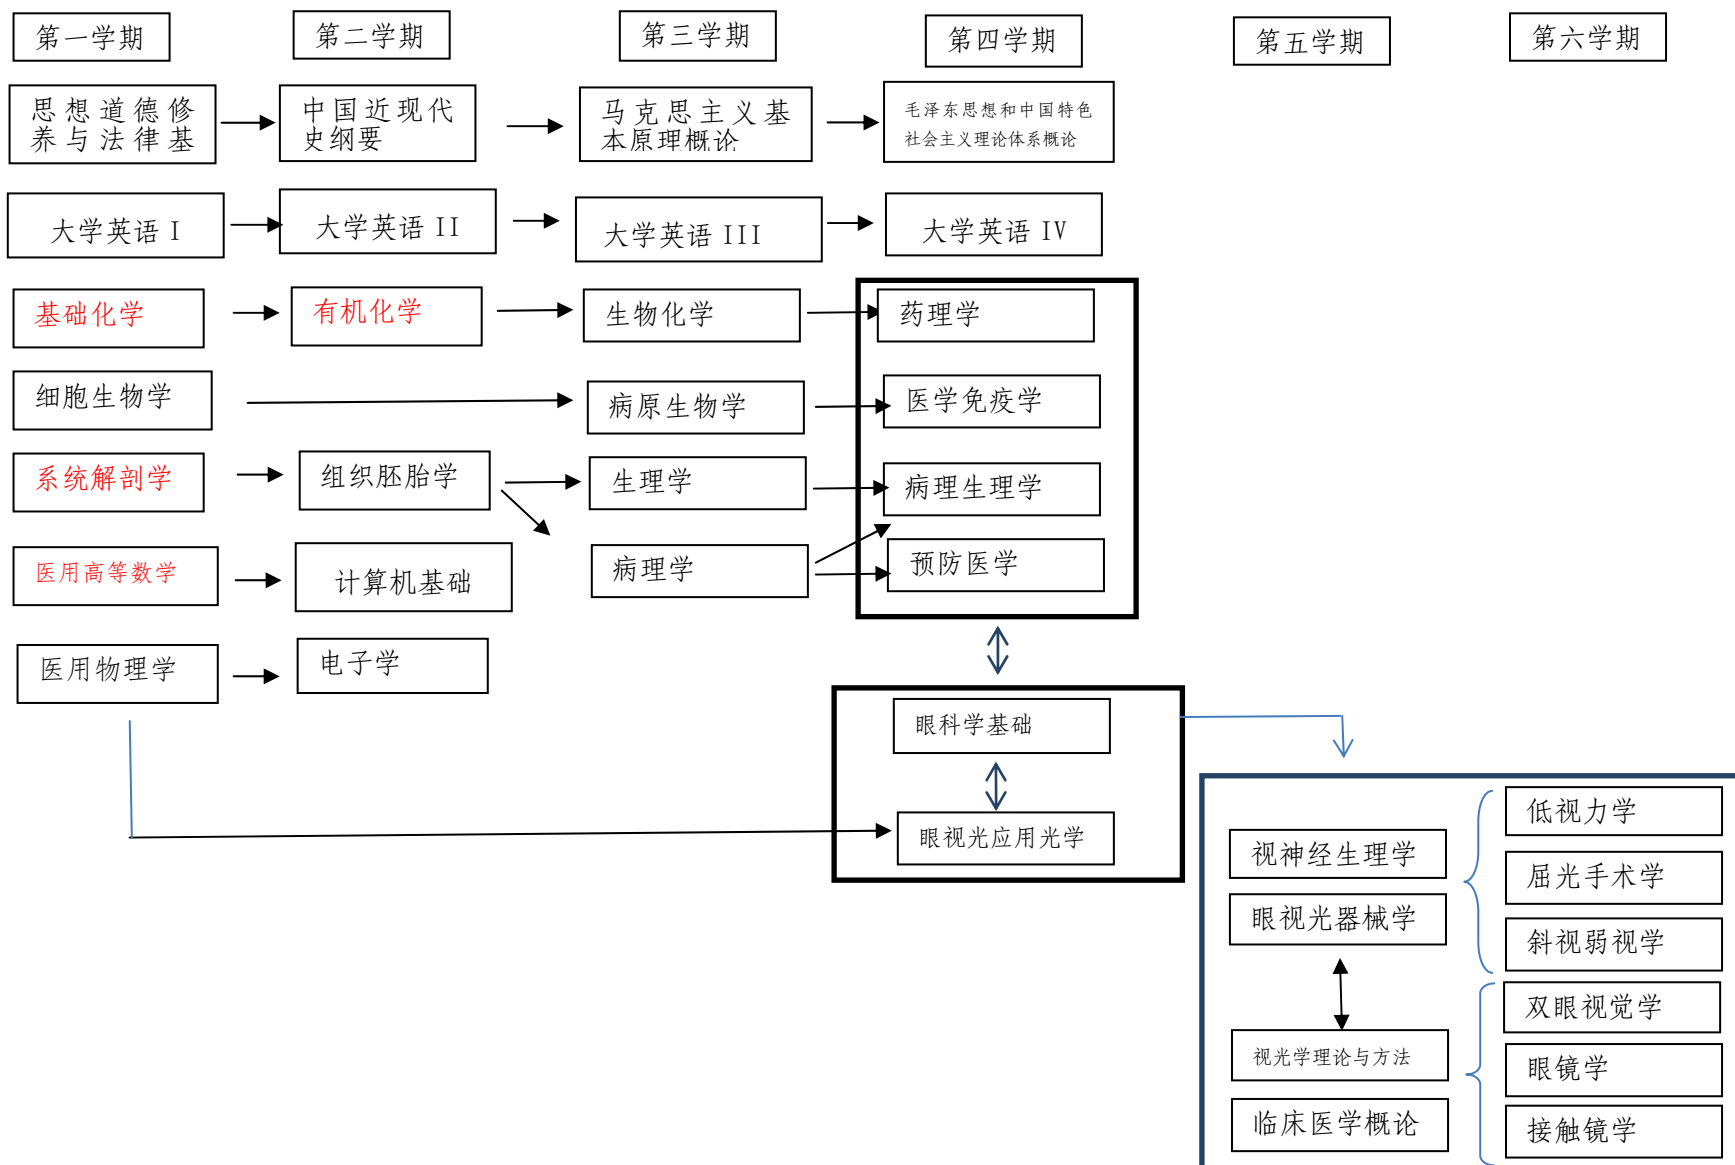 第一学期
第二学期
第三学期
第四学期
第五学期
第六学期
思想道德修
养与法律基
中国近现代
史纲要
马克思主义基
本原理概论
毛泽东思想和中国特色
社会主义理论体系概论
大学英语 I
大学英语 II
大学英语 III
大学英语 IV
基础化学
有机化学
生物化学
药理学
细胞生物学
病原生物学
医学免疫学
系统解剖学
组织胚胎学
生理学
病理生理学
医用高等数学
计算机基础
病理学
预防医学
医用物理学
电子学
眼科学基础
眼视光应用光学
视神经生理学
眼视光器械学
视光学理论与方法
临床医学概论
低视力学
屈光手术学
斜视弱视学
双眼视觉学
眼镜学
接触镜学